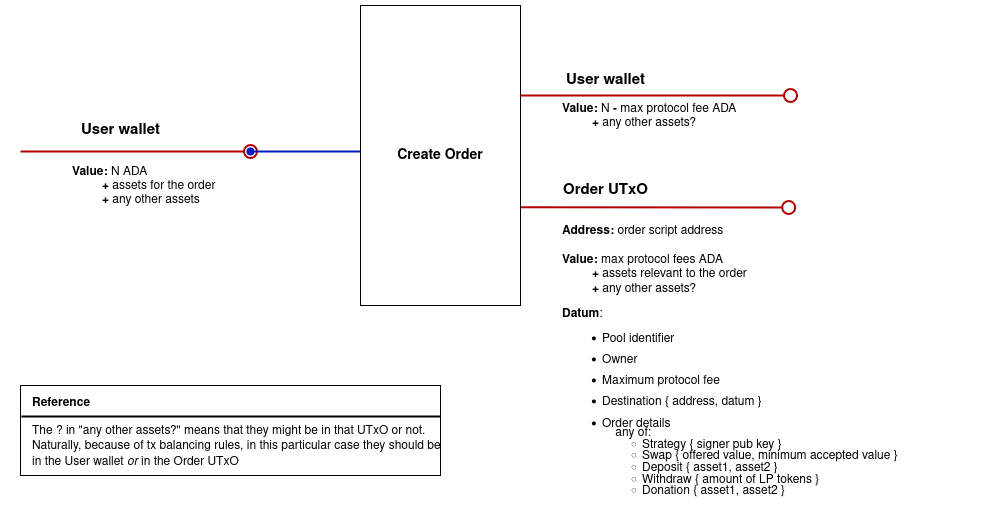 User wallet
Value: N ADA
+ assets for the order
+ any other assets
Create Order
User wallet
Value: N - max protocol fee ADA
+ any other assets?
Order UTxO
Address: order script address
Value: max protocol fees ADA
+ assets relevant to the order
+ any other assets?
Datum:
• Pool identifier
• Owner
• Maximum protocol fee
• Destination { address, datum }
• Order details
any of:
○ Strategy { signer pub key }
○ Swap { offered value, minimum accepted value }
○ Deposit { asset1, asset2 }
○ Withdraw { amount of LP tokens }
○ Donation { asset1, asset2 }
Reference
The ? in "any other assets?" means that they might be in that UTxO or not.
Naturally, because of tx balancing rules, in this particular case they should be
in the User wallet or in the Order UTxO